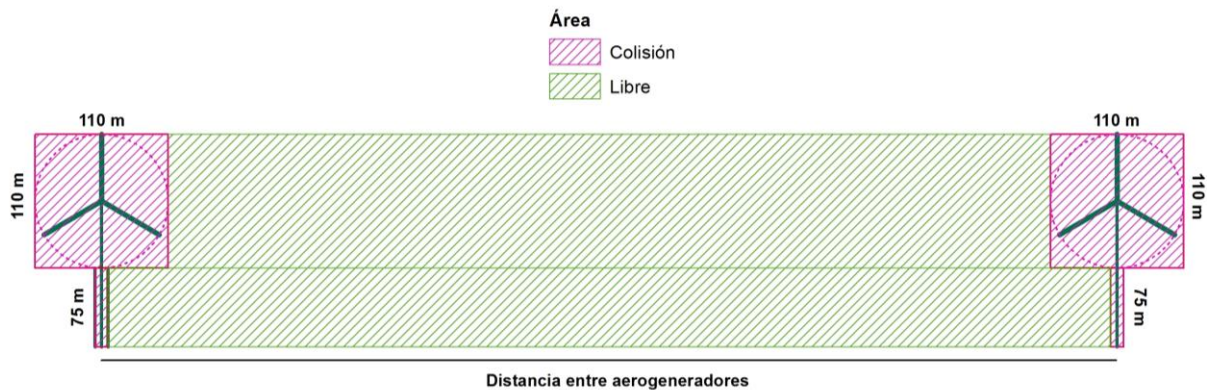 Área
Colisión
Libre
110 m
110 m
110 m
110 m
75 m
75 m
Distancia entre aerogeneradores